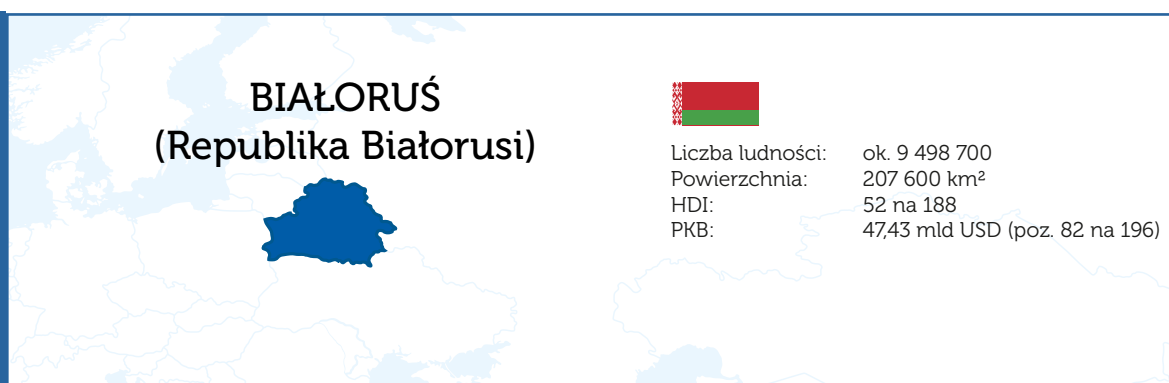 BIAŁORUŚ
(Republika Białorusi)
Liczba ludności: ok. 9 498 700
Powierzchnia: 207 600 km²
HDI: 52 na 188
PKB: 47,43 mld USD (poz. 82 na 196)